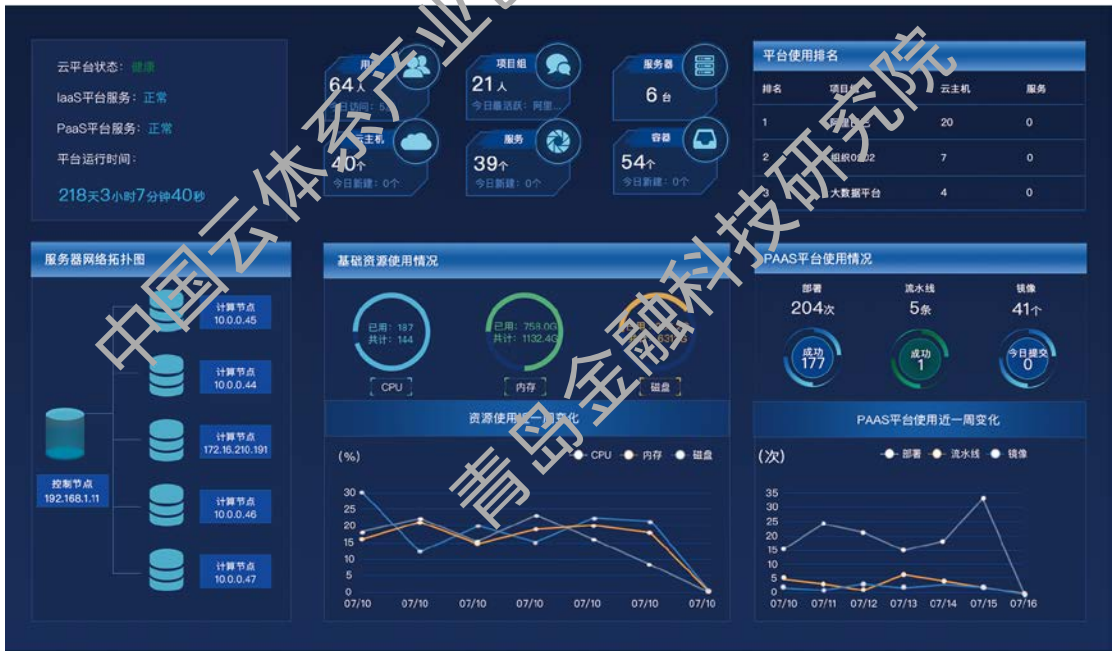 云平台状态：健康
IaaS平台服务：正常
PaaS平台服务：正常
平台运行时间：
218天3小时7分钟40秒
64人
项目组
21人
今日最活跃：阿里...
服务器
6台
云主机
40个
今日新建：0个
服务
39个
今日新建：0个
容器
54个
今日新建：0个
平台使用排名
排名 云主机 服务
1 20 0
2 7 0
3 大数据平台 4 0
服务器网络拓扑图
计算节点
10.0.0.45
计算节点
10.0.0.44
计算节点
172.16.210.191
计算节点
10.0.0.46
计算节点
10.0.0.47
控制节点
192.168.1.11
基础资源使用情况
已用：187
共计：144
CPU
已用：758.0G
共计：1132.4G
内存
磁盘
资源使用近一周变化
(%)
CPU 内存 磁盘
30
25
20
15
10
5
0
07/10 07/10 07/10 07/10 07/10 07/10 07/10
PAAS平台使用情况
部署
204次
成功
177
流水线
5条
成功
1
镜像
41个
今日提交
0
PAAS平台使用近一周变化
(次)
部署 流水线 镜像
35
30
25
20
15
10
5
0
07/10 07/11 07/12 07/13 07/14 07/15 07/16
中国云体系产业
青岛金融科技研究院